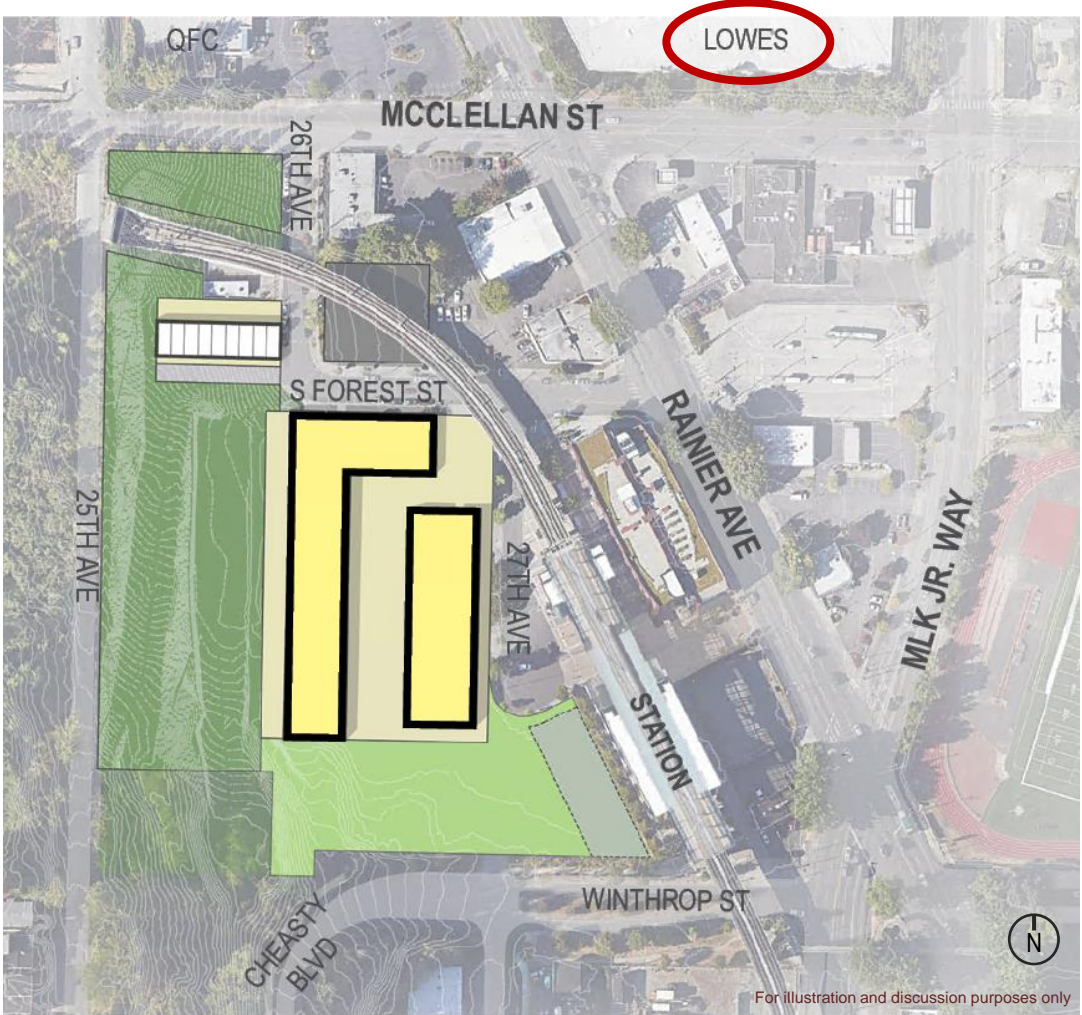 QFC
LOWES
MCCLELLAN ST
26TH AVE
S FOREST ST
RAINIER AVE
25TH AVE
27TH AVE
MLK JR. WAY
STATION
WINTHROP ST
CHEASTY
BLVD
N
For illustration and discussion purposes only